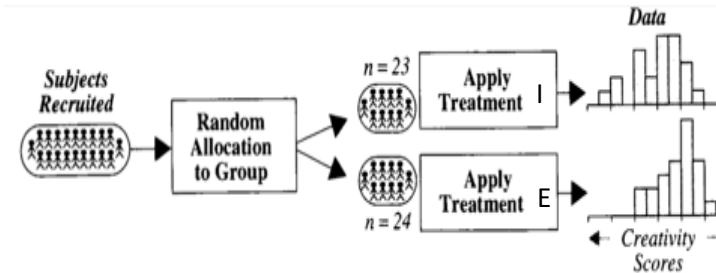 Subjects
Recruited
Random
Allocation
to Group
n = 23
Apply
Treatment I
n = 24
Apply
Treatment E
Data
Creativity
Scores